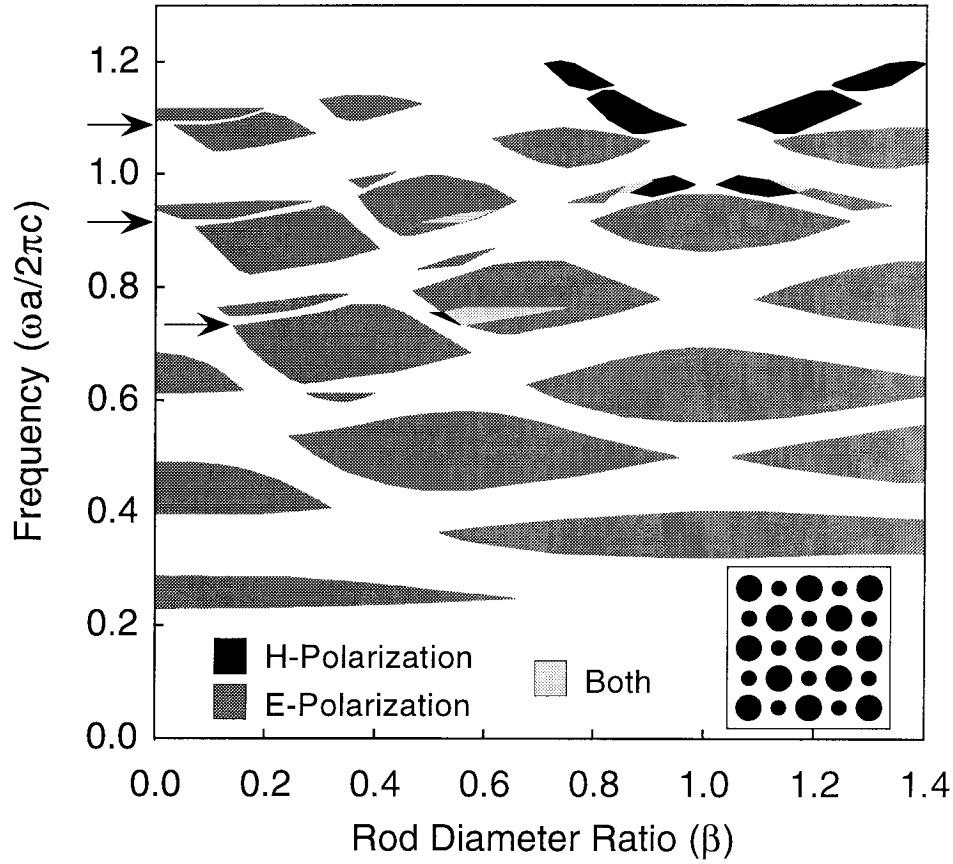 1.2
1.0
0.8
0.6
0.4
0.2
0.0
Frequency (ωa/2πc)
H-Polarization
E-Polarization
Both
0.0 0.2 0.4 0.6 0.8 1.0 1.2 1.4
Rod Diameter Ratio (β)